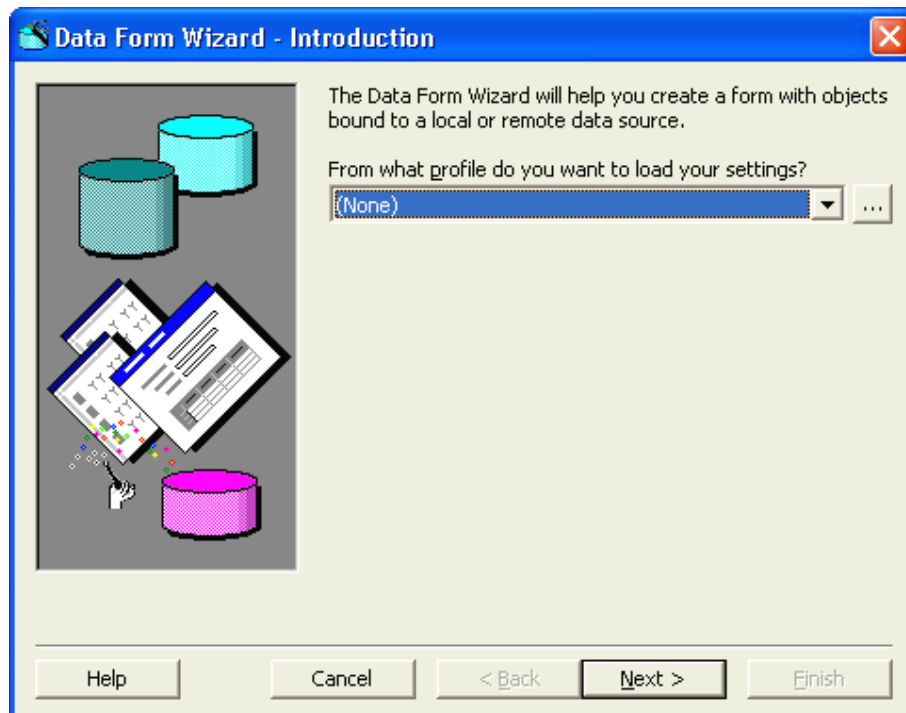 Data Form Wizard - Introduction
The Data Form Wizard will help you create a form with objects
bound to a local or remote data source.
From what profile do you want to load your settings?
(None)
...
Help
Cancel
< Back
Next >
Finish